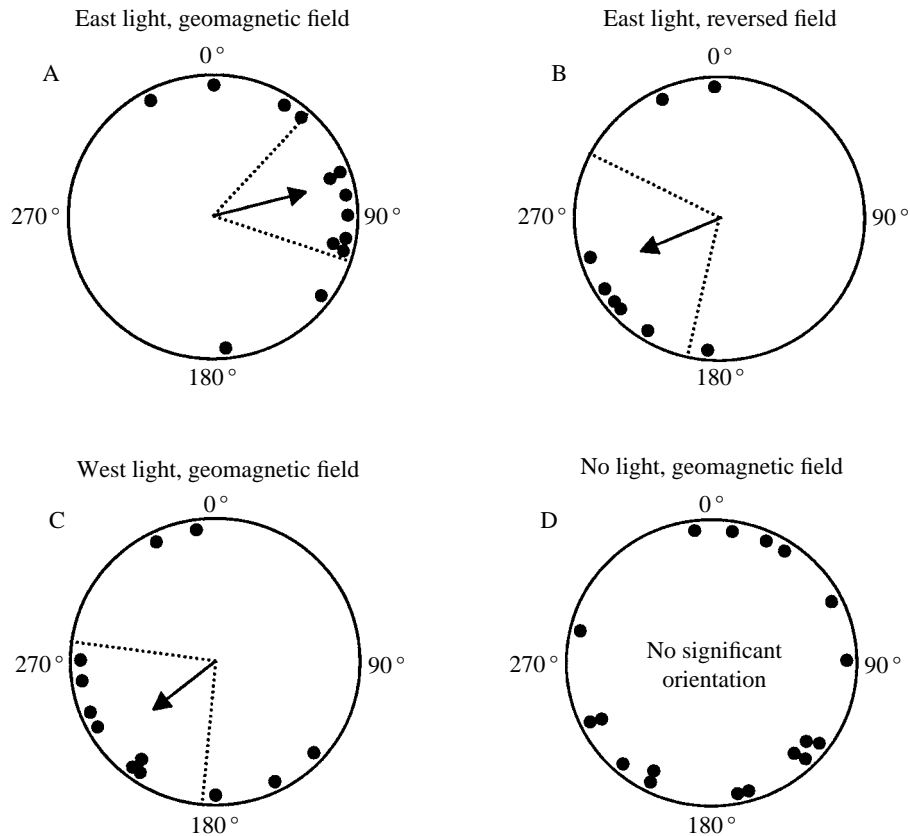 East light, geomagnetic field
A
0°
270°
90°
180°
East light, reversed field
B
0°
270°
90°
180°
West light, geomagnetic field
C
0°
270°
90°
180°
No light, geomagnetic field
D
0°
270°
90°
No significant
orientation
180°